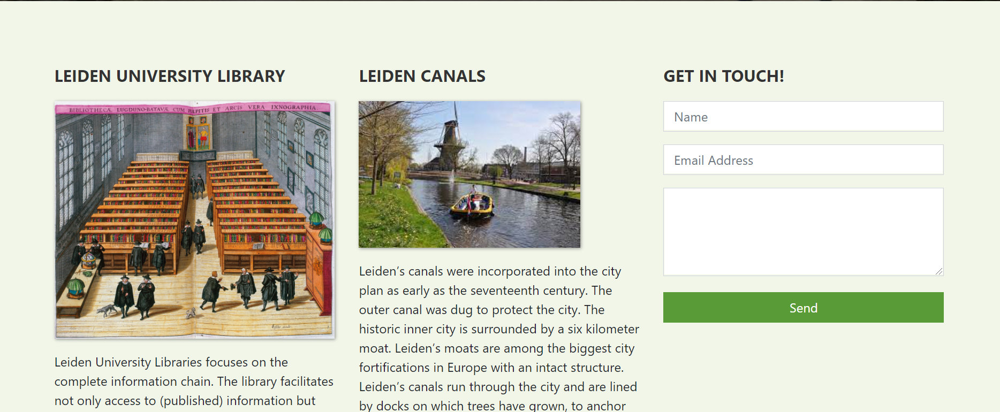 LEIDEN UNIVERSITY LIBRARY
BIBLIOTHECÆ LUGDUNO-BATAVÆ CUM PULPITIS ET ARCIS VERA IXNOGRAPHIA
Leiden University Libraries focuses on the
complete information chain. The library facilitates
not only access to (published) information but
LEIDEN CANALS
Leiden’s canals were incorporated into the city
plan as early as the seventeenth century. The
outer canal was dug to protect the city. The
historic inner city is surrounded by a six kilometer
moat. Leiden’s moats are among the biggest city
fortifications in Europe with an intact structure.
Leiden’s canals run through the city and are lined
by docks on which trees have grown, to anchor
GET IN TOUCH!
Name
Email Address
Send